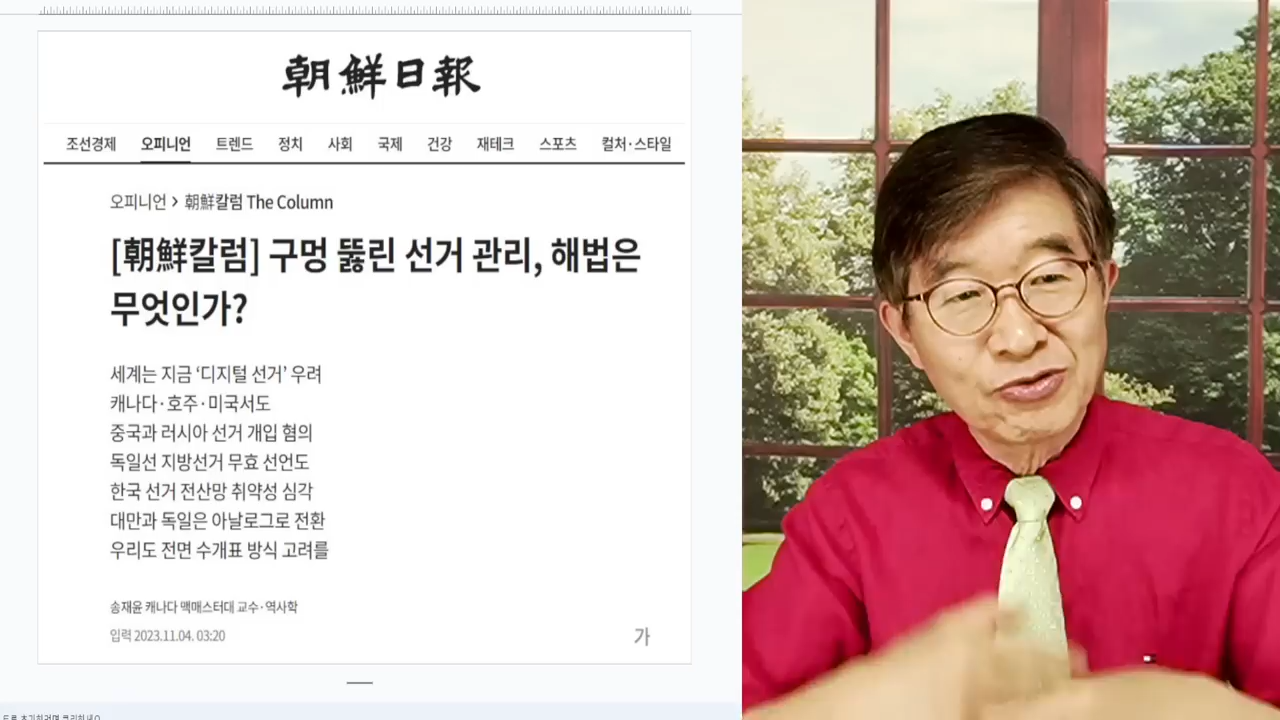 朝鮮日報
조선경제 오피니언 트렌드 정치 사회 국제 건강 재테크 스포츠 컬처·스타일
오피니언 > 朝鮮칼럼 The Column
[朝鮮칼럼] 구멍 뚫린 선거 관리, 해법은
무엇인가?
세계는 지금 ‘디지털 선거’ 우려
캐나다·호주·미국서도
중국과 러시아 선거 개입 혐의
독일선 지방선거 무효 선언도
한국 선거 전산망 취약성 심각
대만과 독일은 아날로그로 전환
우리도 전면 수개표 방식 고려를
송재윤 캐나다 맥매스터대 교수·역사학
입력 2023.11.04. 03:20
가